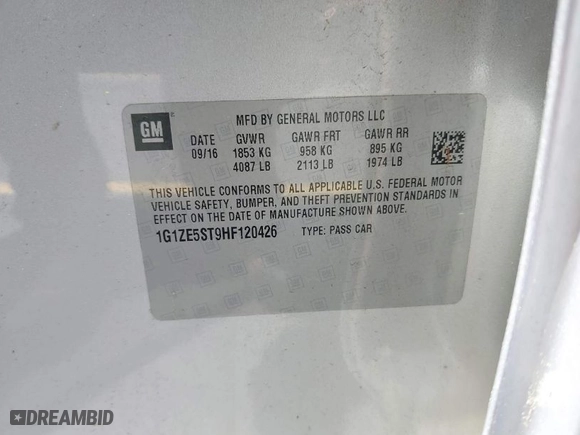 GM
MFD BY GENERAL MOTORS LLC
DATE GVWR GAWR FRT GAWR RR
09/16 1853 KG 958 KG 895 KG
4087 LB 2113 LB 1974 LB
THIS VEHICLE CONFORMS TO ALL APPLICABLE U.S. FEDERAL MOTOR
VEHICLE SAFETY, BUMPER, AND THEFT PREVENTION STANDARDS IN
EFFECT ON THE DATE OF MANUFACTURE SHOWN ABOVE.
1G1ZE5ST9HF120426 TYPE: PASS CAR
DREAMBID